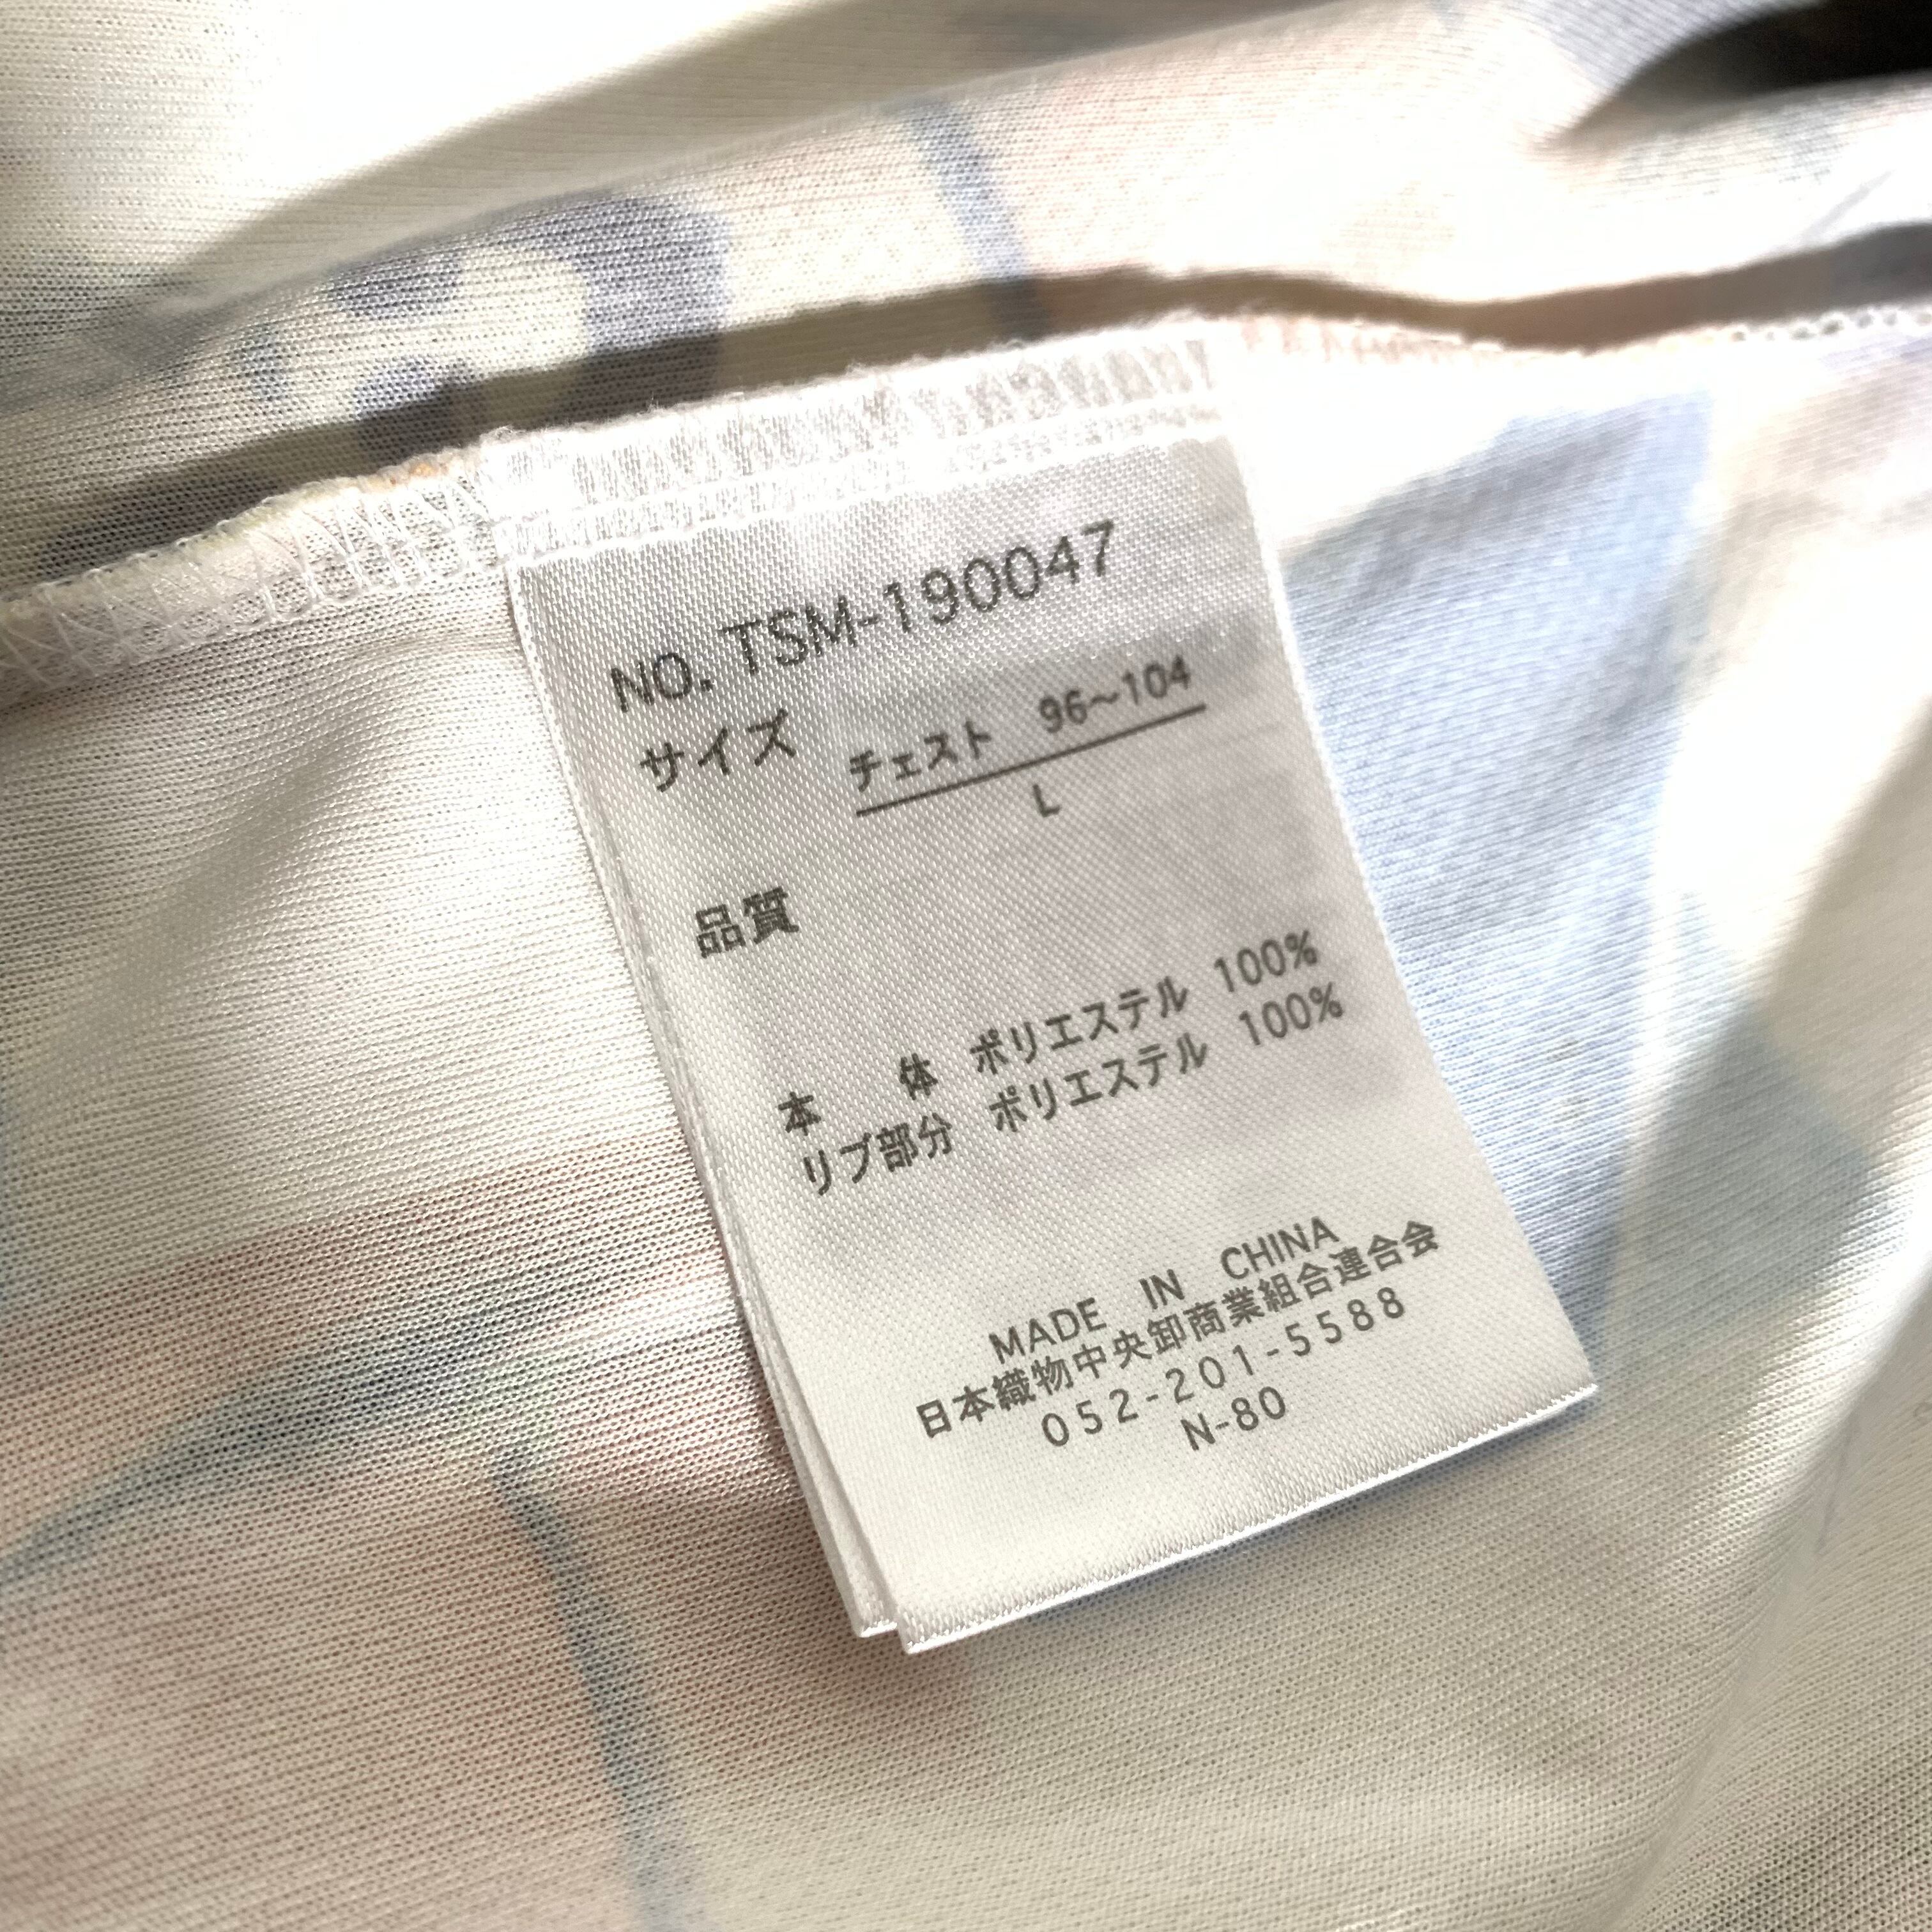 NO. TSM-190047
サイズ チェスト 96～104
L
品質
本 体 ポリエステル 100%
リブ部分 ポリエステル 100%
MADE IN CHINA
日本織物中央卸商業組合連合会
052-201-5588
N-80